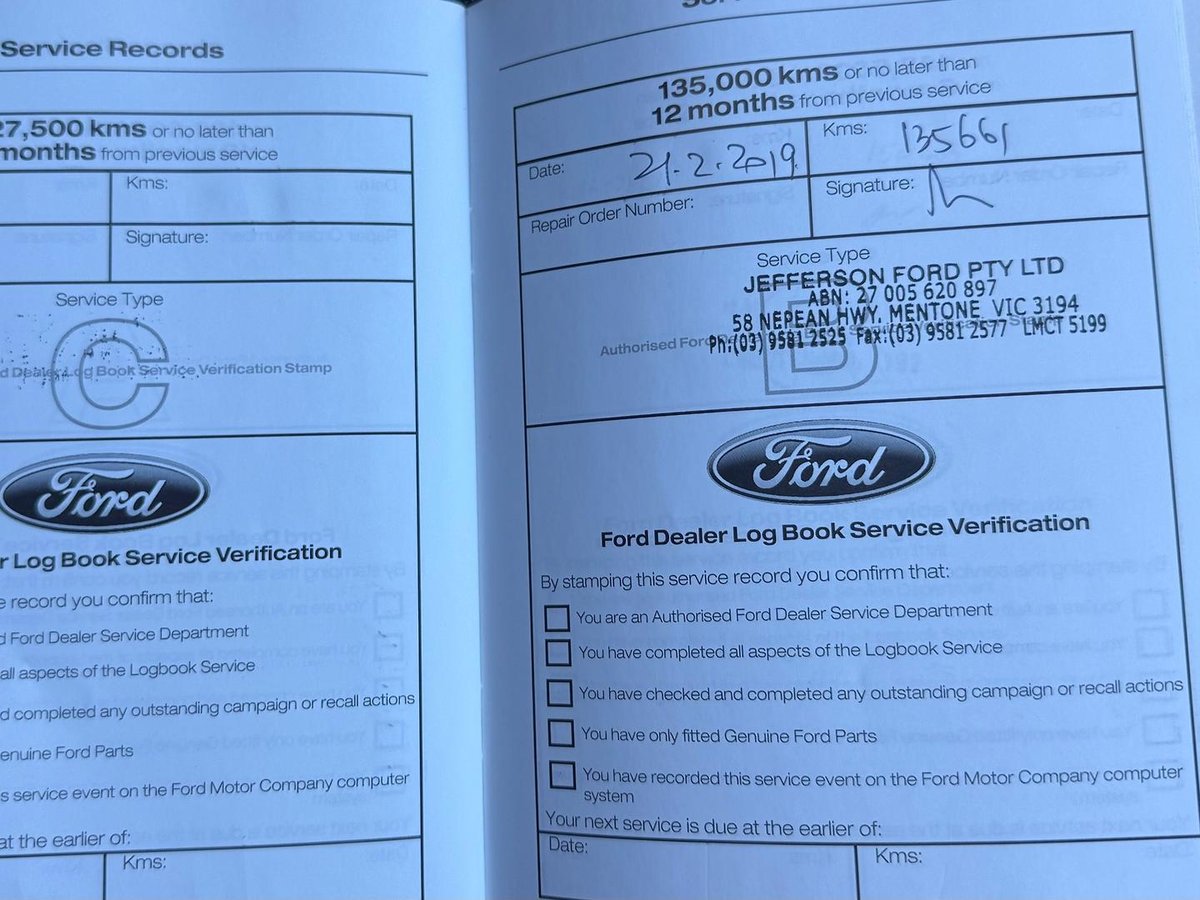 Service Records
27,500 kms or no later than
months from previous service
Kms:
Signature:
Service Type
C
Dealer Log Book Service Verification Stamp
Ford
Log Book Service Verification
record you confirm that:
Ford Dealer Service Department
all aspects of the Logbook Service
completed any outstanding campaign or recall actions
Genuine Ford Parts
service event on the Ford Motor Company computer
at the earlier of:
Kms:
135,000 kms or no later than
12 months from previous service
Date: 21.2.2019
Kms: 135661
Repair Order Number:
Signature:
Service Type
B
JEFFERSON FORD PTY LTD
ABN: 27 005 620 897
58 NEPEAN HWY. MENTONE VIC 3194
Authorised Ford
Ph:(03) 9581 2525 Fax:(03) 9581 2577 LMCT 5199
Ford
Ford Dealer Log Book Service Verification
By stamping this service record you confirm that:
You are an Authorised Ford Dealer Service Department
You have completed all aspects of the Logbook Service
You have checked and completed any outstanding campaign or recall actions
You have only fitted Genuine Ford Parts
You have recorded this service event on the Ford Motor Company computer
system
Your next service is due at the earlier of:
Date:
Kms: